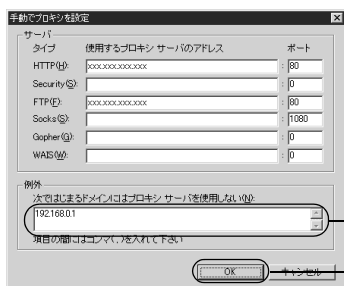 手動でプロキシを設定
サーバ
タイプ 使用するプロキシ サーバのアドレス ポート
HTTP(H): xxx.xxx.xxx.xxx : 80
Security(S): : 0
FTP(F): xxx.xxx.xxx.xxx : 80
Socks(S): : 1080
Gopher(G): : 0
WAIS(W): : 0
例外
次ではじまるドメインにはプロキシ サーバを使用しない(N):
192.168.0.1
項目の間にはコンマ(,)を入れて下さい
OK キャンセル